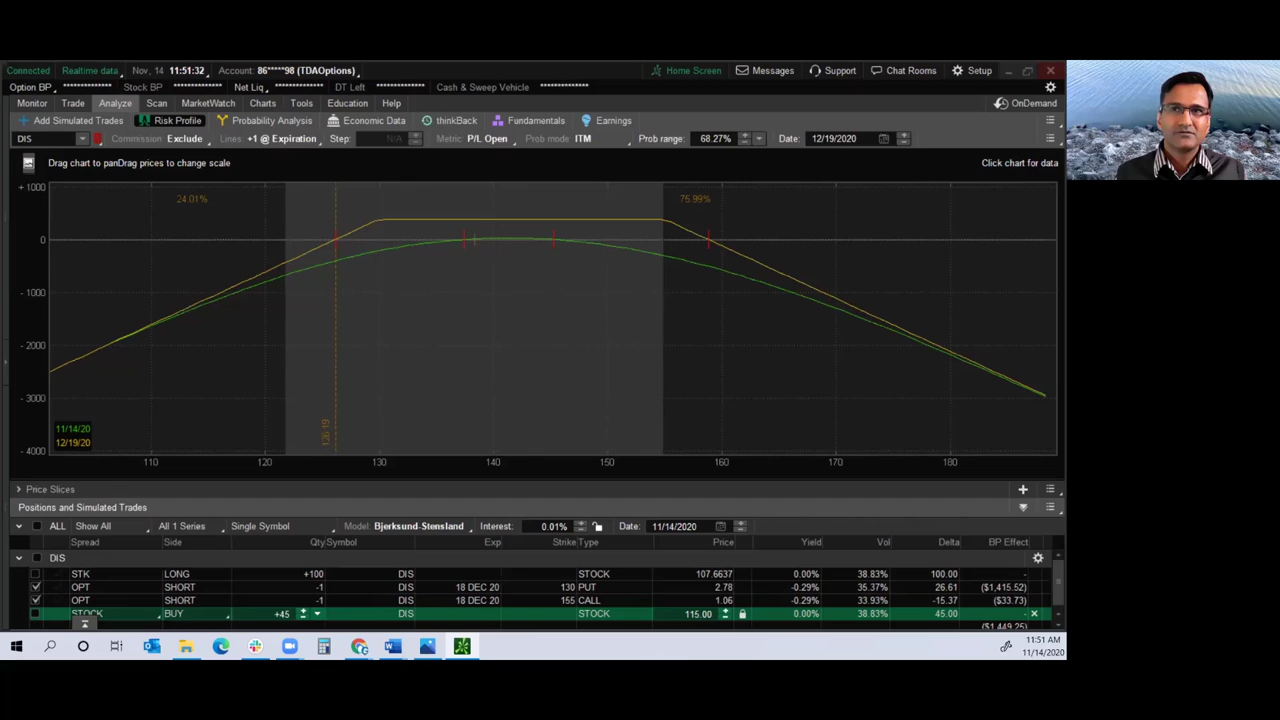 Connected Realtime data Nov, 14 11:51:32 Account: 86*****98 (TDAOptions) Home Screen Messages Support Chat Rooms Setup
Option BP ************** Stock BP ************** Net Liq ************** DT Left ************** Cash & Sweep Vehicle **************
Monitor Trade Analyze Scan MarketWatch Charts Tools Education Help OnDemand
Add Simulated Trades Risk Profile Probability Analysis Economic Data thinkBack Fundamentals Earnings
DIS Commission Exclude Lines +1 @ Expiration Step: N/A Metric: P/L Open Prob mode: ITM Prob range: 68.27% Date: 12/19/2020
Drag chart to panDrag prices to change scale Click chart for data
+ 1000
24.01% 75.99%
0
- 1000
- 2000
- 3000
11/14/20
12/19/20
- 4000
110 120 130 140 150 160 170 180
Price Slices
Positions and Simulated Trades
ALL Show All All 1 Series Single Symbol Model: Bjerksund-Stensland Interest: 0.01% Date: 11/14/2020
Spread Side Qty Symbol Exp Strike Type Price Yield Vol Delta BP Effect
DIS
STK LONG +100 DIS STOCK 107.6637 0.00% 38.83% 100.00 -
OPT SHORT -1 DIS 18 DEC 20 130 PUT 2.78 -0.29% 35.37% 26.61 ($1,415.52)
OPT SHORT -1 DIS 18 DEC 20 155 CALL 1.06 -0.29% 33.93% -15.37 ($33.73)
STOCK BUY +45 DIS STOCK 115.00 0.00% 38.83% 45.00 -
($1,449.25)
11:51 AM
11/14/2020